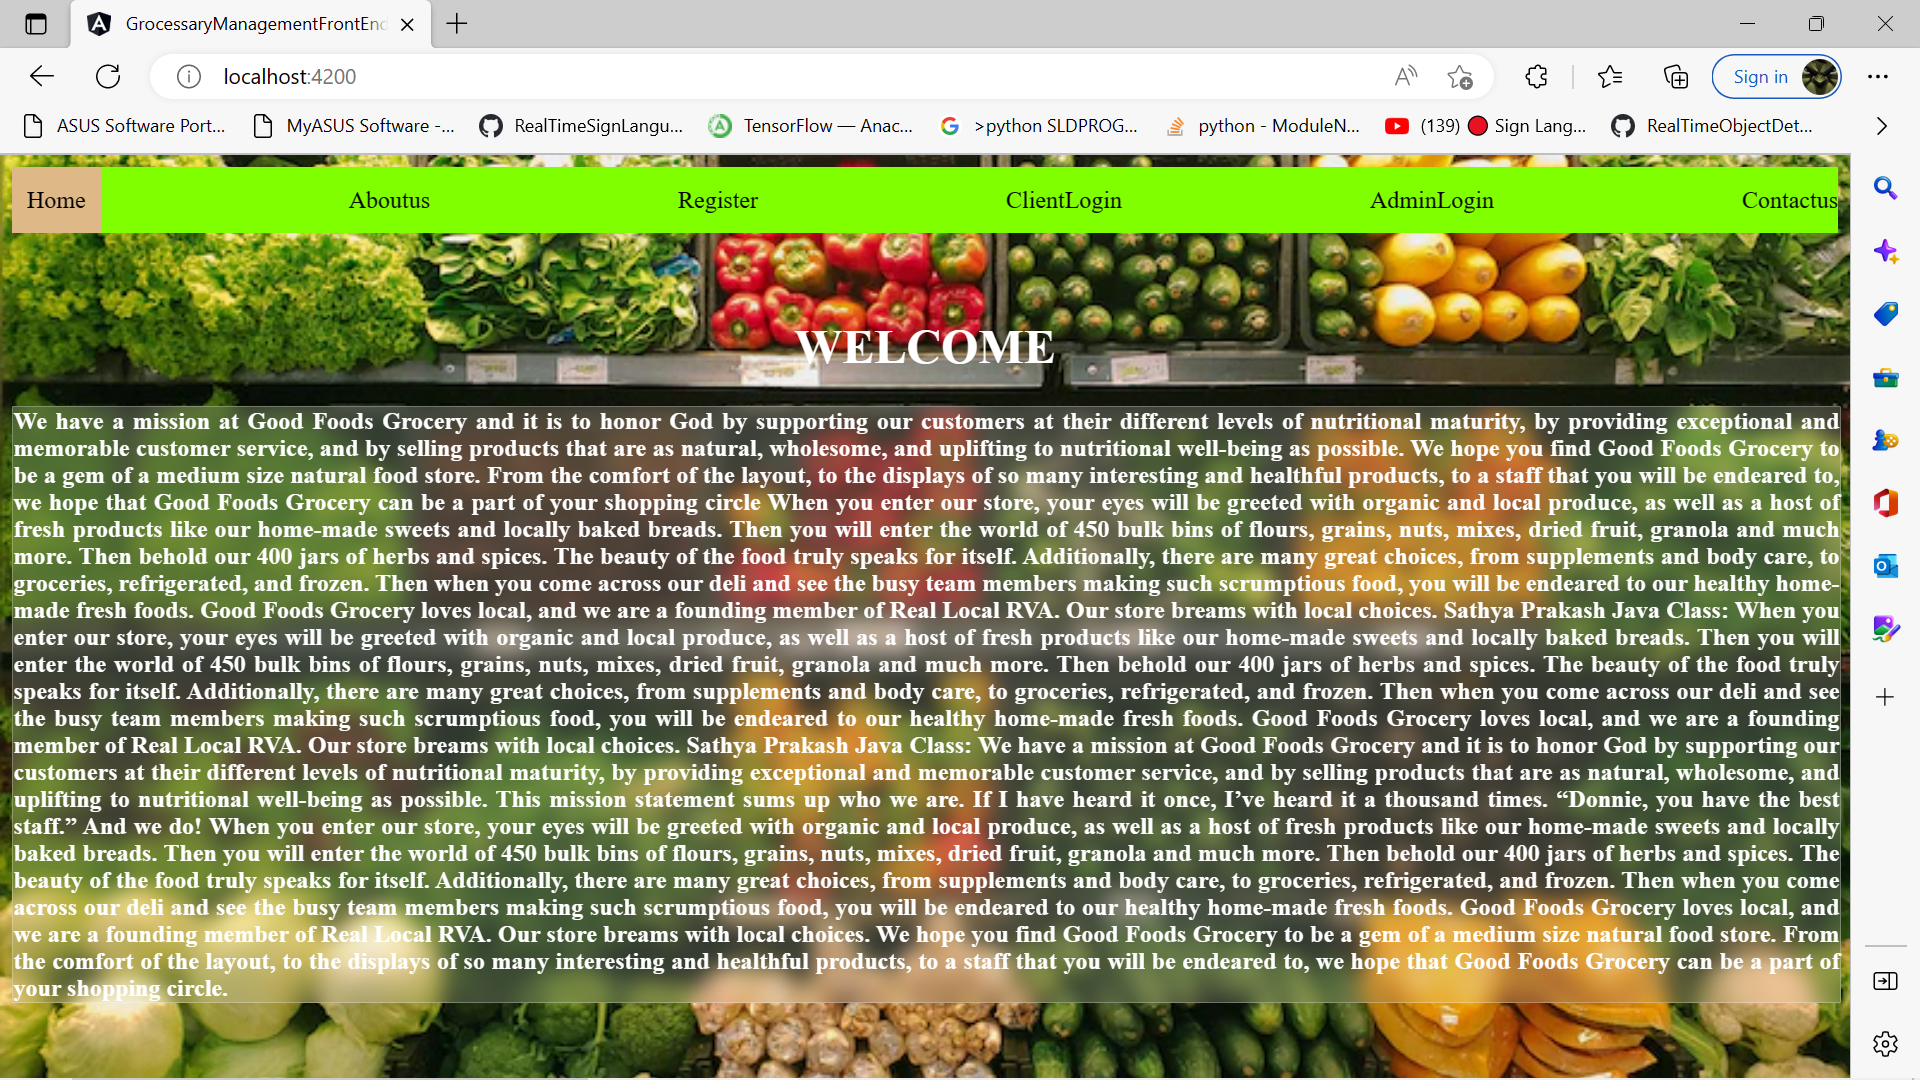 GrocessaryManagementFrontEnd
localhost:4200
Sign in
ASUS Software Port...
MyASUS Software -...
RealTimeSignLangu...
TensorFlow — Anac...
>python SLDPROG...
python - ModuleN...
(139) Sign Lang...
RealTimeObjectDet...
Home
Aboutus
Register
ClientLogin
AdminLogin
Contactus
WELCOME
We have a mission at Good Foods Grocery and it is to honor God by supporting our customers at their different levels of nutritional maturity, by providing exceptional and
memorable customer service, and by selling products that are as natural, wholesome, and uplifting to nutritional well-being as possible. We hope you find Good Foods Grocery to
be a gem of a medium size natural food store. From the comfort of the layout, to the displays of so many interesting and healthful products, to a staff that you will be endeared to,
we hope that Good Foods Grocery can be a part of your shopping circle When you enter our store, your eyes will be greeted with organic and local produce, as well as a host of
fresh products like our home-made sweets and locally baked breads. Then you will enter the world of 450 bulk bins of flours, grains, nuts, mixes, dried fruit, granola and much
more. Then behold our 400 jars of herbs and spices. The beauty of the food truly speaks for itself. Additionally, there are many great choices, from supplements and body care, to
groceries, refrigerated, and frozen. Then when you come across our deli and see the busy team members making such scrumptious food, you will be endeared to our healthy home-
made fresh foods. Good Foods Grocery loves local, and we are a founding member of Real Local RVA. Our store breams with local choices. Sathya Prakash Java Class: When you
enter our store, your eyes will be greeted with organic and local produce, as well as a host of fresh products like our home-made sweets and locally baked breads. Then you will
enter the world of 450 bulk bins of flours, grains, nuts, mixes, dried fruit, granola and much more. Then behold our 400 jars of herbs and spices. The beauty of the food truly
speaks for itself. Additionally, there are many great choices, from supplements and body care, to groceries, refrigerated, and frozen. Then when you come across our deli and see
the busy team members making such scrumptious food, you will be endeared to our healthy home-made fresh foods. Good Foods Grocery loves local, and we are a founding
member of Real Local RVA. Our store breams with local choices. Sathya Prakash Java Class: We have a mission at Good Foods Grocery and it is to honor God by supporting our
customers at their different levels of nutritional maturity, by providing exceptional and memorable customer service, and by selling products that are as natural, wholesome, and
uplifting to nutritional well-being as possible. This mission statement sums up who we are. If I have heard it once, I’ve heard it a thousand times. “Donnie, you have the best
staff.” And we do! When you enter our store, your eyes will be greeted with organic and local produce, as well as a host of fresh products like our home-made sweets and locally
baked breads. Then you will enter the world of 450 bulk bins of flours, grains, nuts, mixes, dried fruit, granola and much more. Then behold our 400 jars of herbs and spices. The
beauty of the food truly speaks for itself. Additionally, there are many great choices, from supplements and body care, to groceries, refrigerated, and frozen. Then when you come
across our deli and see the busy team members making such scrumptious food, you will be endeared to our healthy home-made fresh foods. Good Foods Grocery loves local, and
we are a founding member of Real Local RVA. Our store breams with local choices. We hope you find Good Foods Grocery to be a gem of a medium size natural food store. From
the comfort of the layout, to the displays of so many interesting and healthful products, to a staff that you will be endeared to, we hope that Good Foods Grocery can be a part of
your shopping circle.